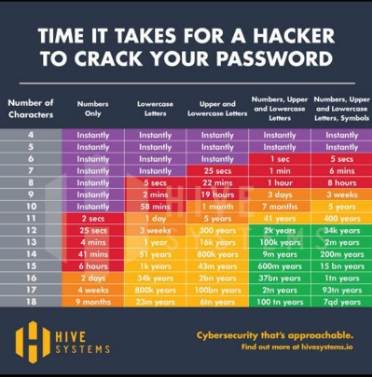 TIME IT TAKES FOR A HACKER
TO CRACK YOUR PASSWORD
Number of Characters Numbers Only Lowercase Letters Upper and Lowercase Letters Numbers, Upper and Lowercase Letters Numbers, Upper and Lowercase Letters, Symbols
4 Instantly Instantly Instantly Instantly Instantly
5 Instantly Instantly Instantly Instantly Instantly
6 Instantly Instantly Instantly 1 sec 5 secs
7 Instantly Instantly 25 secs 1 min 6 mins
8 Instantly 5 secs 22 mins 1 hour 8 hours
9 Instantly 2 mins 19 hours 3 days 3 weeks
10 Instantly 58 mins 1 month 7 months 5 years
11 2 secs 1 day 5 years 41 years 400 years
12 25 secs 3 weeks 300 years 2k years 34k years
13 4 mins 1 year 16k years 100k years 2m years
14 41 mins 51 years 800k years 9m years 200m years
15 6 hours 1k years 43m years 600m years 15 bn years
16 2 days 34k years 2bn years 37bn years 1tn years
17 4 weeks 800k years 100bn years 2tn years 93tn years
18 9 months 23m years 6tn years 100 tn years 7qd years
HIVE
SYSTEMS
HIVE
SYSTEMS
Cybersecurity that's approachable.
Find out more at hivesystems.io